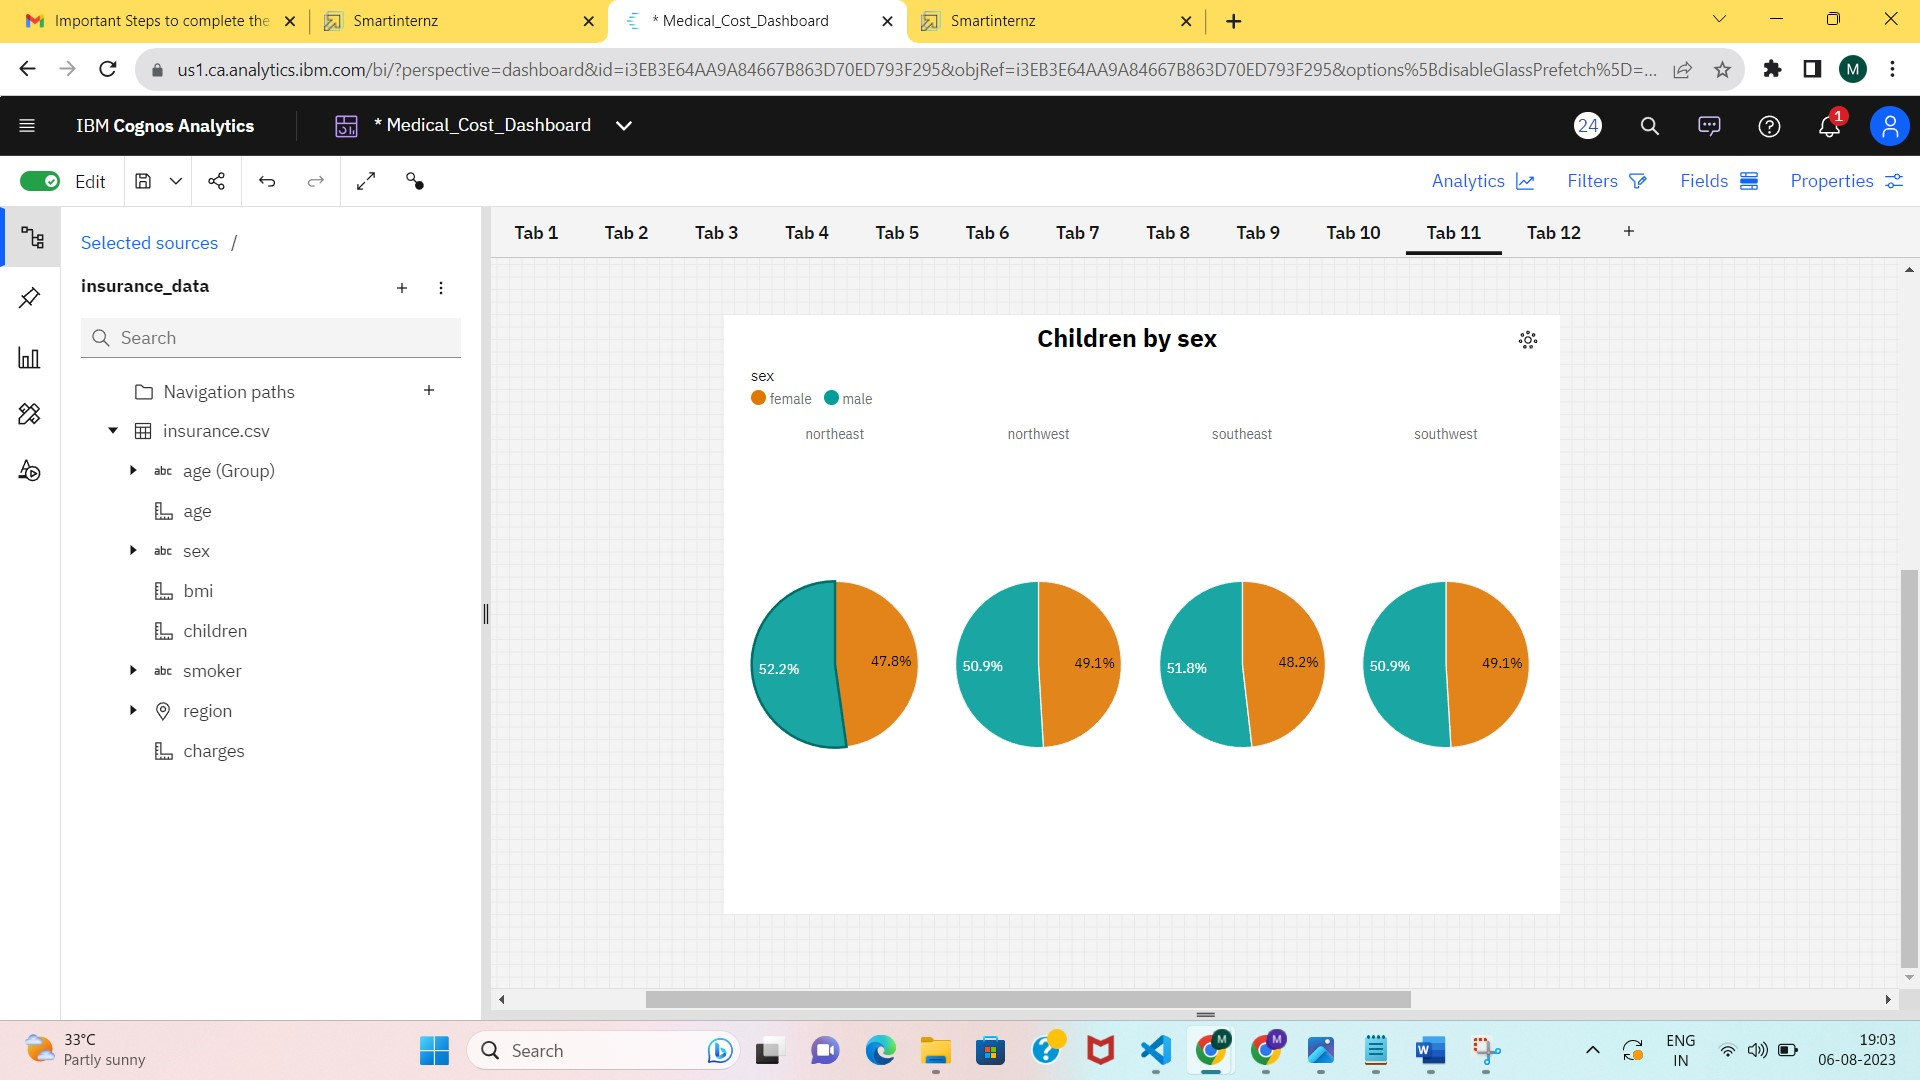 Important Steps to complete the
Smartinternz
* Medical_Cost_Dashboard
Smartinternz
us1.ca.analytics.ibm.com/bi/?perspective=dashboard&id=i3EB3E64AA9A84667B863D70ED793F295&objRef=i3EB3E64AA9A84667B863D70ED793F295&options%5BdisableGlassPrefetch%5D=...
M
IBM Cognos Analytics
* Medical_Cost_Dashboard
24
1
Edit
Analytics
Filters
Fields
Properties
Selected sources /
Tab 1
Tab 2
Tab 3
Tab 4
Tab 5
Tab 6
Tab 7
Tab 8
Tab 9
Tab 10
Tab 11
Tab 12
insurance_data
Search
Navigation paths
insurance.csv
abc age (Group)
age
abc sex
bmi
children
abc smoker
region
charges
Children by sex
sex
female male
northeast northwest southeast southwest
52.2% 47.8% 50.9% 49.1% 51.8% 48.2% 50.9% 49.1%
33°C
Partly sunny
Search
M
M
ENG
IN
19:03
06-08-2023